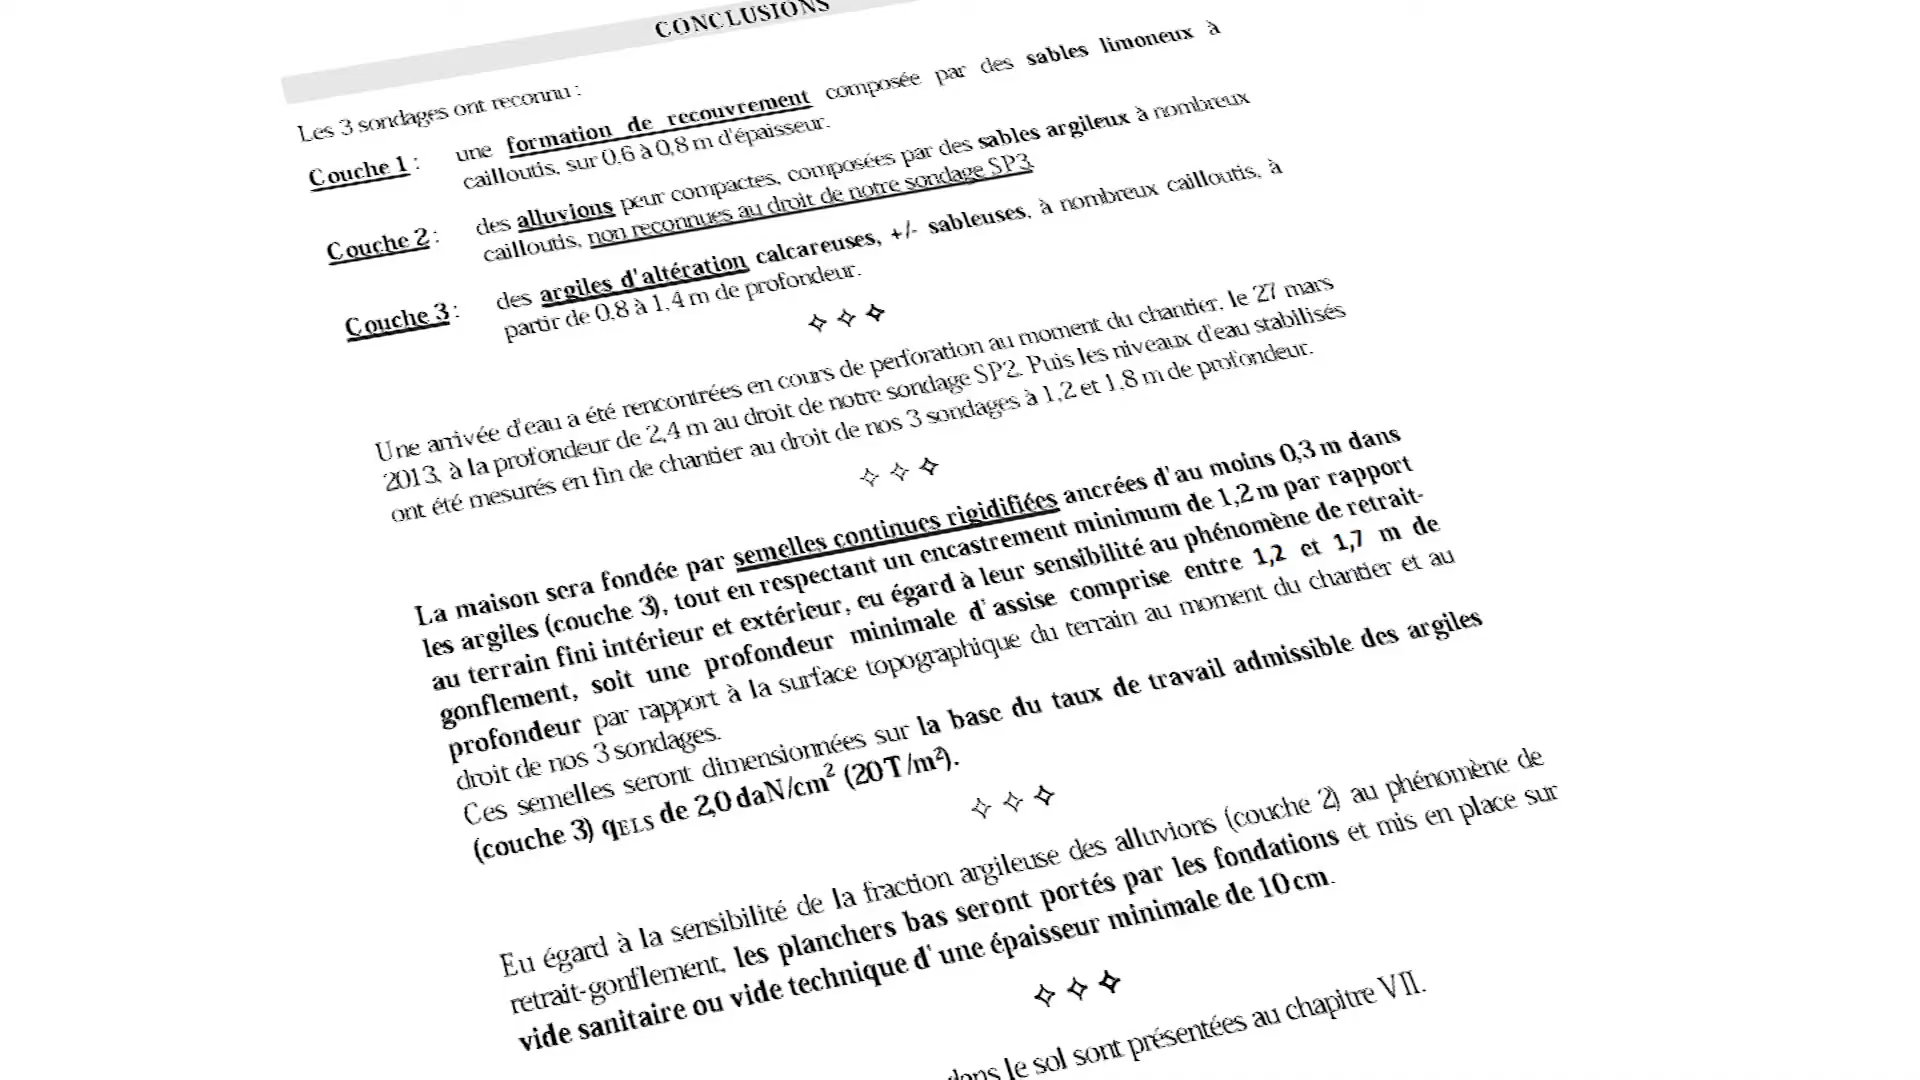 CONCLUSIONS
Les 3 sondages ont reconnu :
Couche 1 : une formation de recouvrement composée par des sables limoneux à
cailloutis, sur 0,6 à 0,8 m d'épaisseur.
Couche 2 : des alluvions peur compactes, composées par des sables argileux à nombreux
cailloutis, non reconnues au droit de notre sondage SP3.
Couche 3 : des argiles d'altération calcareuses, +/- sableuses, à nombreux cailloutis, à
partir de 0,8 à 1,4 m de profondeur.
Une arrivée d'eau a été rencontrées en cours de perforation au moment du chantier, le 27 mars
2013, à la profondeur de 2,4 m au droit de notre sondage SP2. Puis les niveaux d'eau stabilisés
ont été mesurés en fin de chantier au droit de nos 3 sondages à 1,2 et 1,8 m de profondeur.
La maison sera fondée par semelles continues rigidifiées ancrées d'au moins 0,3 m dans
les argiles (couche 3), tout en respectant un encastrement minimum de 1,2 m par rapport
au terrain fini intérieur et extérieur, eu égard à leur sensibilité au phénomène de retrait-
gonflement, soit une profondeur minimale d'assise comprise entre 1,2 et 1,7 m de
profondeur par rapport à la surface topographique du terrain au moment du chantier et au
droit de nos 3 sondages.
Ces semelles seront dimensionnées sur la base du taux de travail admissible des argiles
(couche 3) qELS de 2,0 daN/cm² (20 T/m²).
Eu égard à la sensibilité de la fraction argileuse des alluvions (couche 2) au phénomène de
retrait-gonflement, les planchers bas seront portés par les fondations et mis en place sur
vide sanitaire ou vide technique d'une épaisseur minimale de 10 cm.
dans le sol sont présentées au chapitre VII.